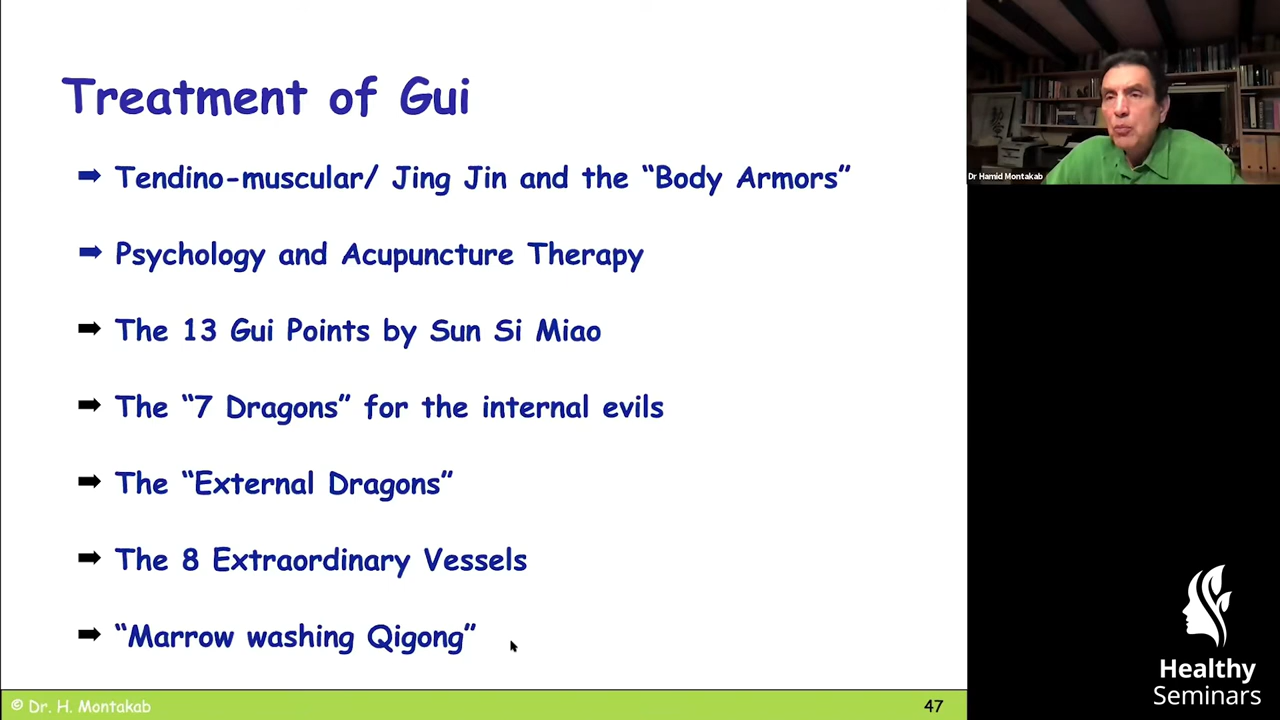 Treatment of Gui
Tendino-muscular/ Jing Jin and the “Body Armors”
Psychology and Acupuncture Therapy
The 13 Gui Points by Sun Si Miao
The “7 Dragons” for the internal evils
The “External Dragons”
The 8 Extraordinary Vessels
“Marrow washing Qigong”
© Dr. H. Montakab
47
Dr Hamid Montakab
Healthy
Seminars